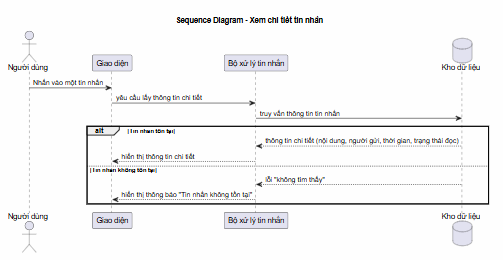 Sequence Diagram - Xem chi tiết tin nhắn
Người dùng
Giao diện
Bộ xử lý tin nhắn
Kho dữ liệu
Nhấn vào một tin nhắn
yêu cầu lấy thông tin chi tiết
truy vấn thông tin tin nhắn
alt
[Tin nhắn tồn tại]
thông tin chi tiết (nội dung, người gửi, thời gian, trạng thái đọc)
hiển thị thông tin chi tiết
[Tin nhắn không tồn tại]
lỗi "không tìm thấy"
hiển thị thông báo "Tin nhắn không tồn tại"
Người dùng
Giao diện
Bộ xử lý tin nhắn
Kho dữ liệu